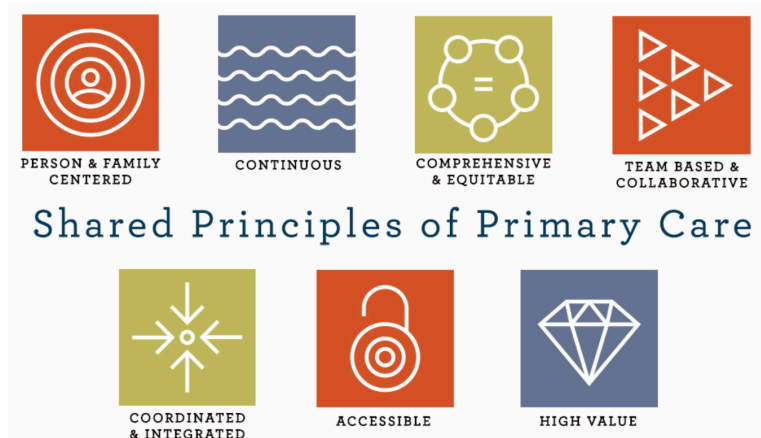 PERSON & FAMILY
CENTERED
CONTINUOUS
COMPREHENSIVE
& EQUITABLE
TEAM BASED &
COLLABORATIVE
Shared Principles of Primary Care
COORDINATED
& INTEGRATED
ACCESSIBLE
HIGH VALUE